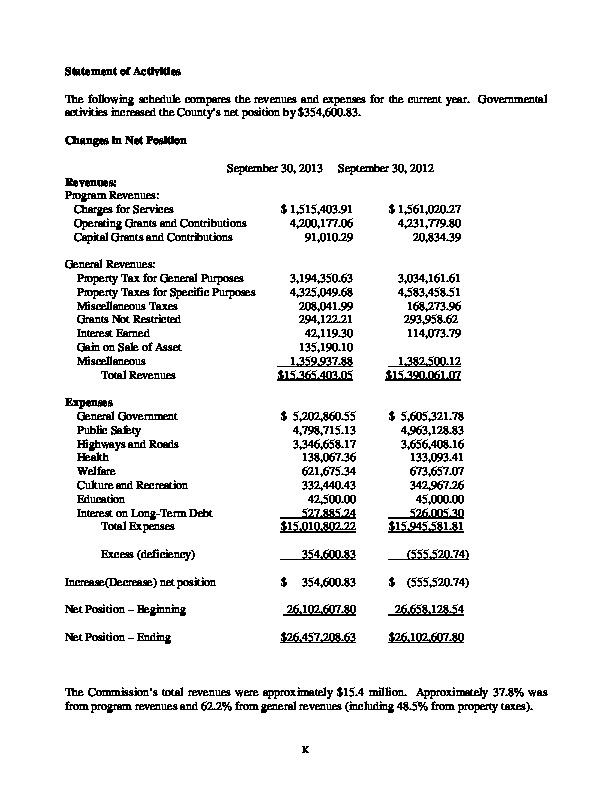 Statement of Activities
The following schedule compares the revenues and expenses for the current year. Governmental
activities increased the County's net position by $354,600.83.
Changes in Net Position
September 30, 2013 September 30, 2012
Revenues:
Program Revenues:
Charges for Services $ 1,515,403.91 $ 1,561,020.27
Operating Grants and Contributions 4,200,177.06 4,231,779.80
Capital Grants and Contributions 91,010.29 20,834.39
General Revenues:
Property Tax for General Purposes 3,194,350.63 3,034,161.61
Property Taxes for Specific Purposes 4,325,049.68 4,583,458.51
Miscellaneous Taxes 208,041.99 168,273.96
Grants Not Restricted 294,122.21 293,958.62
Interest Earned 42,119.30 114,073.79
Gain on Sale of Asset 135,190.10
Miscellaneous 1,359,937.88 1,382,500.12
Total Revenues $15,365,403.05 $15,390,061.07
Expenses
General Government $ 5,202,860.55 $ 5,605,321.78
Public Safety 4,798,715.13 4,963,128.83
Highways and Roads 3,346,658.17 3,656,408.16
Health 138,067.36 133,093.41
Welfare 621,675.34 673,657.07
Culture and Recreation 332,440.43 342,967.26
Education 42,500.00 45,000.00
Interest on Long-Term Debt 527,885.24 526,005.30
Total Expenses $15,010,802.22 $15,945,581.81
Excess (deficiency) 354,600.83 (555,520.74)
Increase(Decrease) net position $ 354,600.83 $ (555,520.74)
Net Position – Beginning 26,102,607.80 26,658,128.54
Net Position – Ending $26,457,208.63 $26,102,607.80
The Commission's total revenues were approximately $15.4 million. Approximately 37.8% was
from program revenues and 62.2% from general revenues (including 48.5% from property taxes).
K